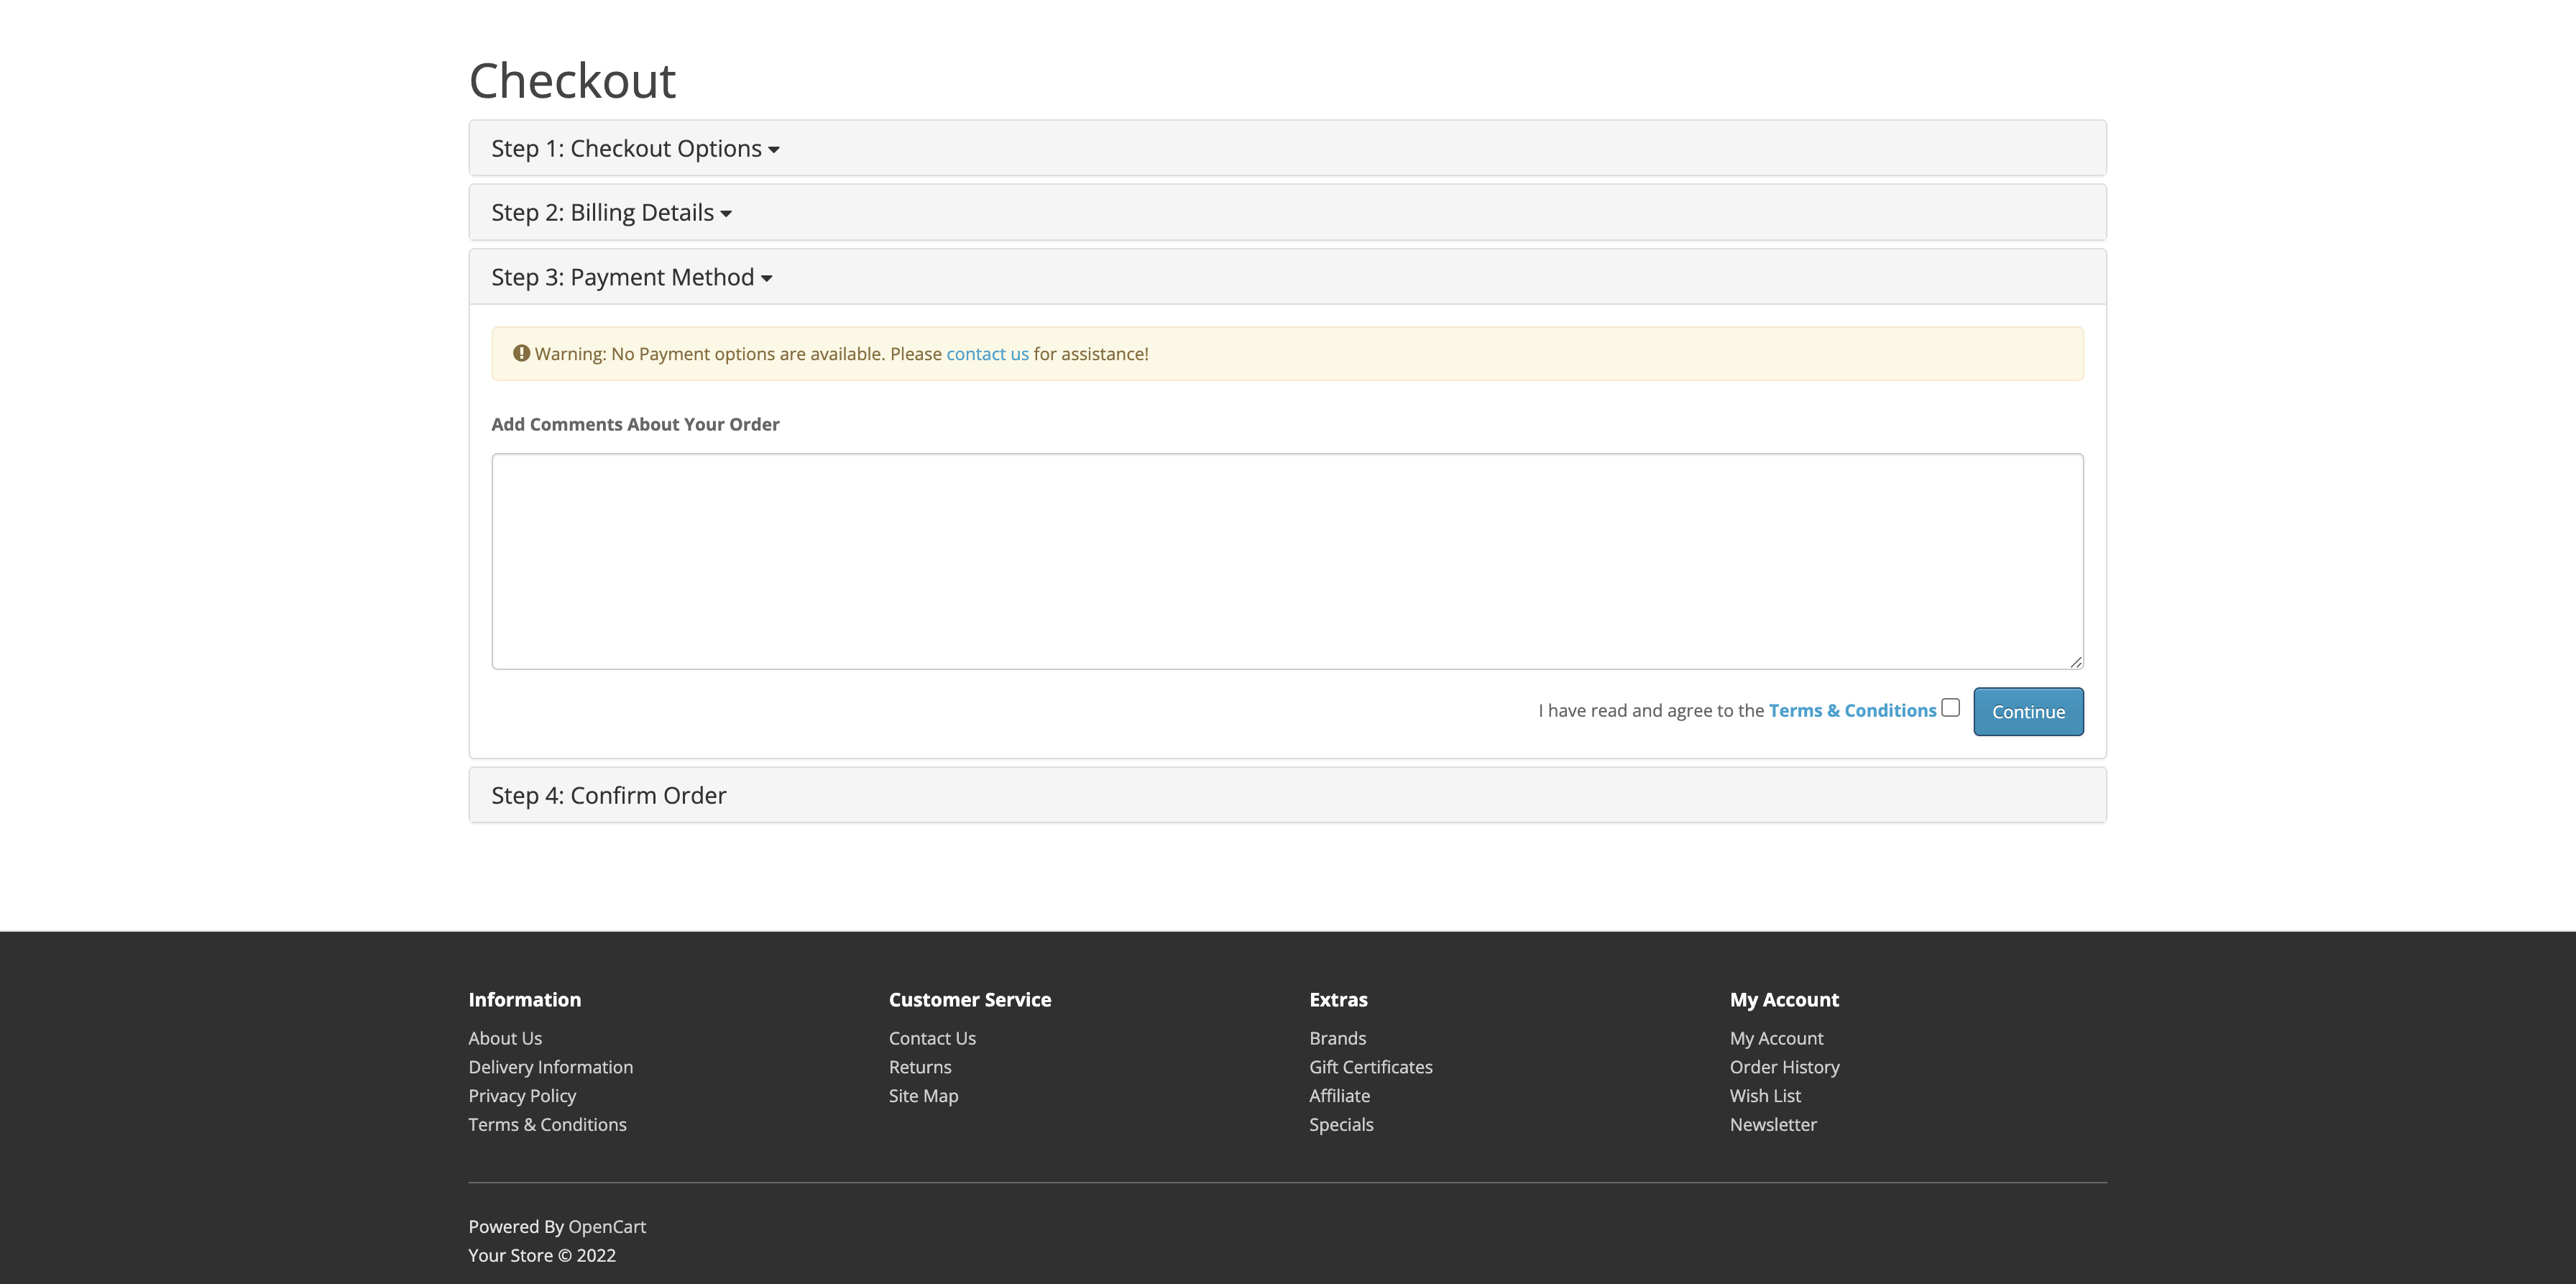 Checkout
Step 1: Checkout Options
Step 2: Billing Details
Step 3: Payment Method
Warning: No Payment options are available. Please contact us for assistance!
Add Comments About Your Order
I have read and agree to the Terms & Conditions
Continue
Step 4: Confirm Order
Information
About Us
Delivery Information
Privacy Policy
Terms & Conditions
Customer Service
Contact Us
Returns
Site Map
Extras
Brands
Gift Certificates
Affiliate
Specials
My Account
My Account
Order History
Wish List
Newsletter
Powered By OpenCart
Your Store © 2022